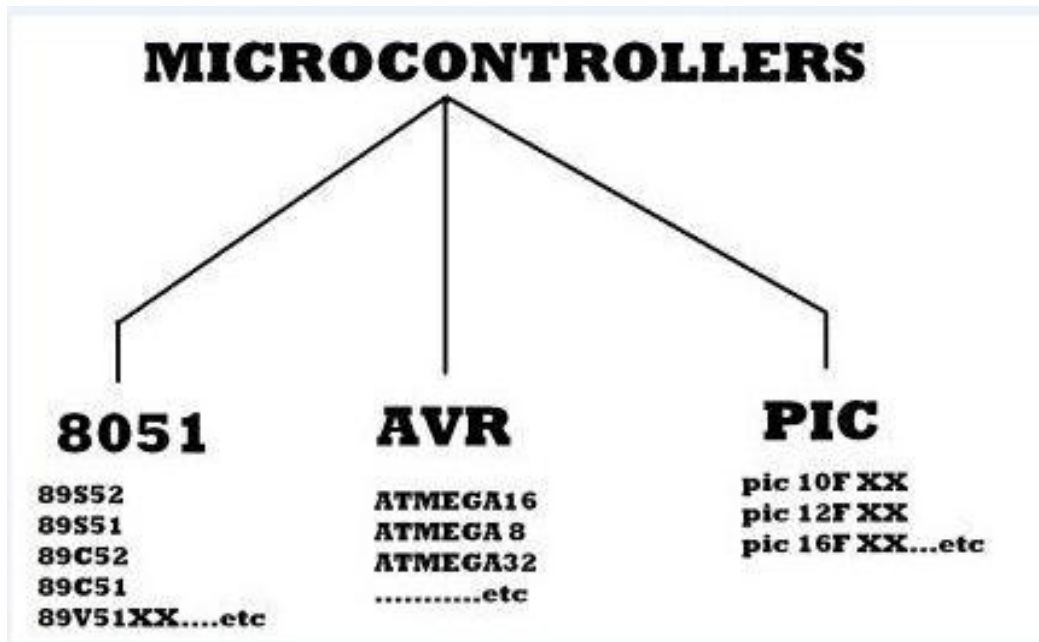 MICROCONTROLLERS
8051
89S52
89S51
89C52
89C51
89V51XX....etc
AVR
ATMEGA16
ATMEGA 8
ATMEGA32
...........etc
PIC
pic 10F XX
pic 12F XX
pic 16F XX...etc